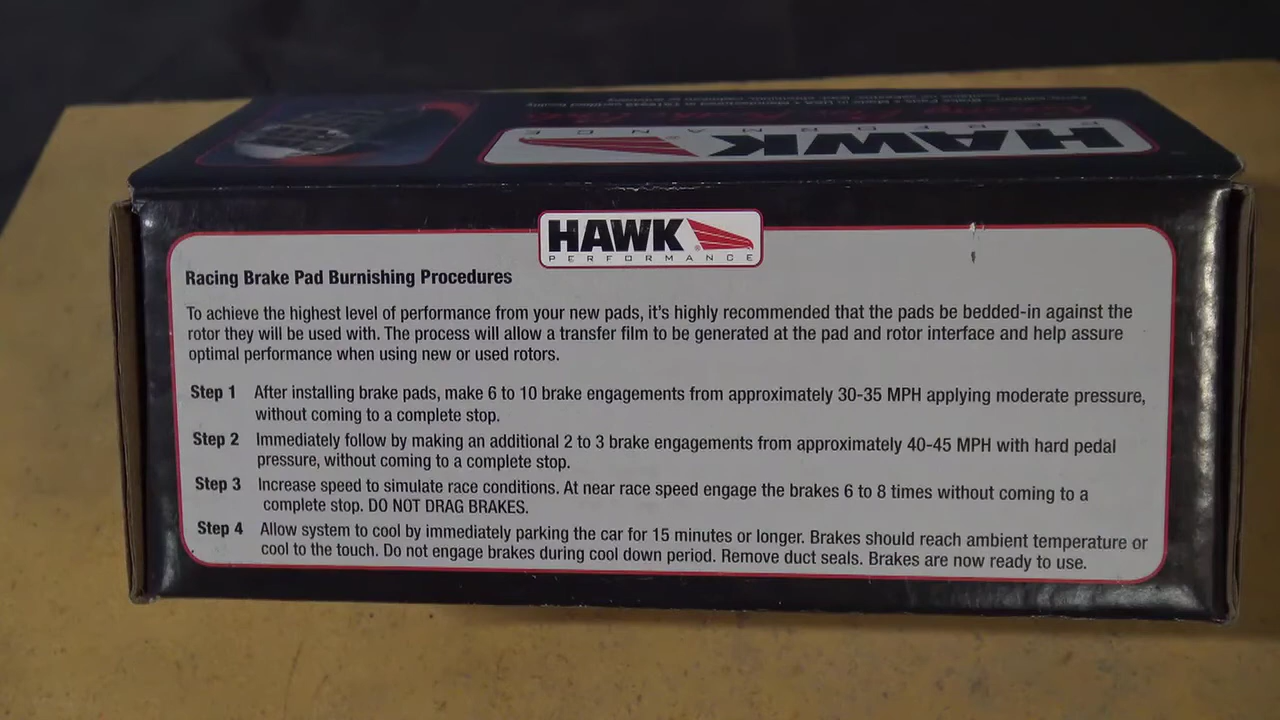 HAWK
PERFORMANCE
HAWK
PERFORMANCE
Racing Brake Pad Burnishing Procedures
To achieve the highest level of performance from your new pads, it's highly recommended that the pads be bedded-in against the
rotor they will be used with. The process will allow a transfer film to be generated at the pad and rotor interface and help assure
optimal performance when using new or used rotors.
Step 1 After installing brake pads, make 6 to 10 brake engagements from approximately 30-35 MPH applying moderate pressure,
without coming to a complete stop.
Step 2 Immediately follow by making an additional 2 to 3 brake engagements from approximately 40-45 MPH with hard pedal
pressure, without coming to a complete stop.
Step 3 Increase speed to simulate race conditions. At near race speed engage the brakes 6 to 8 times without coming to a
complete stop. DO NOT DRAG BRAKES.
Step 4 Allow system to cool by immediately parking the car for 15 minutes or longer. Brakes should reach ambient temperature or
cool to the touch. Do not engage brakes during cool down period. Remove duct seals. Brakes are now ready to use.